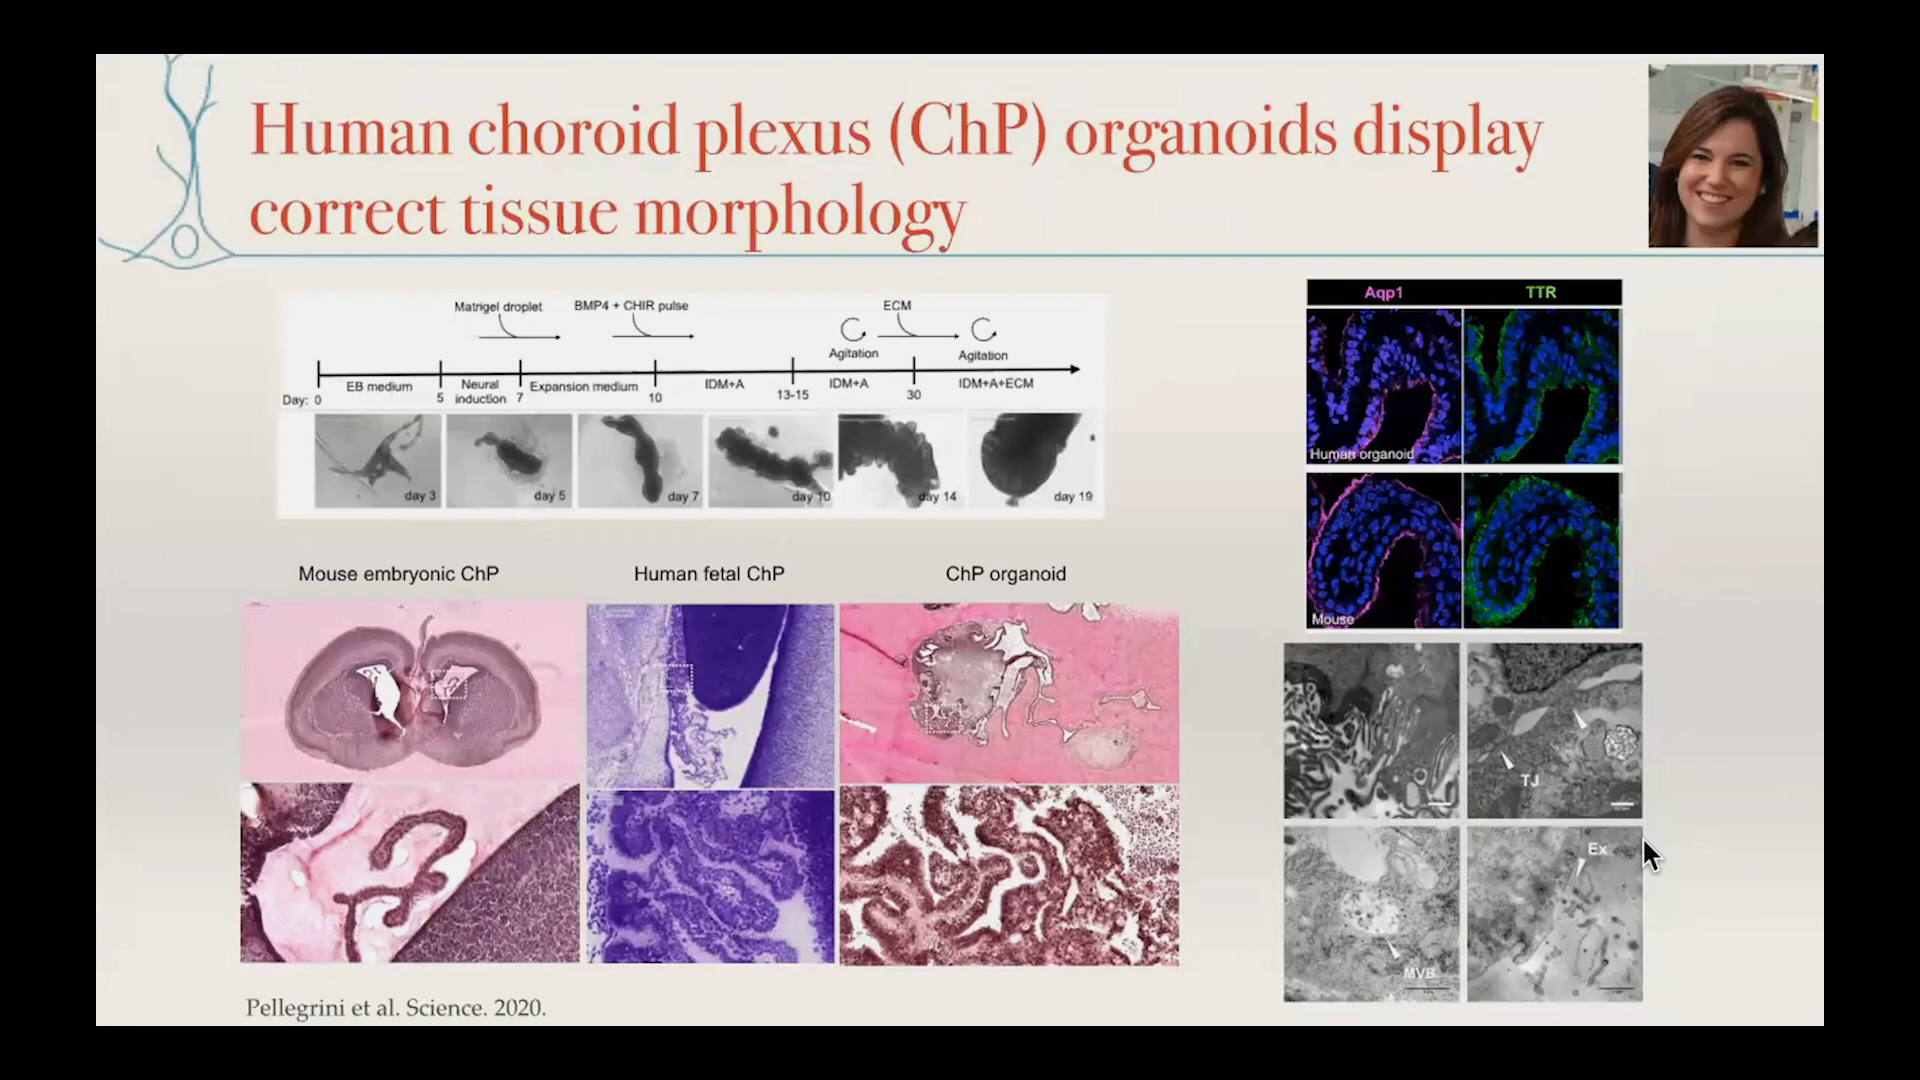 Human choroid plexus (ChP) organoids display
correct tissue morphology
Matrigel droplet
BMP4 + CHIR pulse
ECM
Agitation
Agitation
EB medium
Neural
induction
Expansion medium
IDM+A
IDM+A
IDM+A+ECM
Day: 0
5
7
10
13-15
30
day 3
day 5
day 7
day 10
day 14
day 19
Mouse embryonic ChP
Human fetal ChP
ChP organoid
Aqp1
TTR
Human organoid
Mouse
TJ
MVB
Ex
Pellegrini et al. Science. 2020.